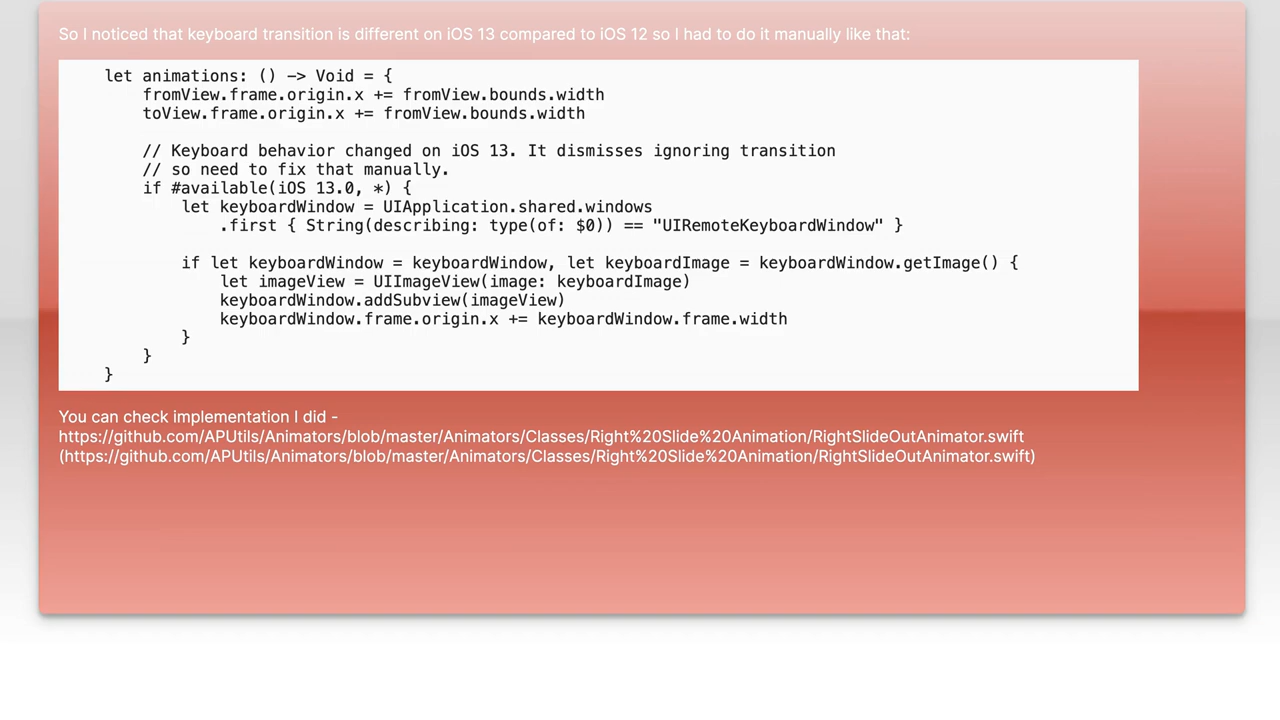 So I noticed that keyboard transition is different on iOS 13 compared to iOS 12 so I had to do it manually like that:
let animations: () -> Void = {
fromView.frame.origin.x += fromView.bounds.width
toView.frame.origin.x += fromView.bounds.width
// Keyboard behavior changed on iOS 13. It dismisses ignoring transition
// so need to fix that manually.
if #available(iOS 13.0, *) {
let keyboardWindow = UIApplication.shared.windows
.first { String(describing: type(of: $0)) == "UIRemoteKeyboardWindow" }
if let keyboardWindow = keyboardWindow, let keyboardImage = keyboardWindow.getImage() {
let imageView = UIImageView(image: keyboardImage)
keyboardWindow.addSubview(imageView)
keyboardWindow.frame.origin.x += keyboardWindow.frame.width
}
}
}
You can check implementation I did -
https://github.com/APUtils/Animators/blob/master/Animators/Classes/Right%20Slide%20Animation/RightSlideOutAnimator.swift
(https://github.com/APUtils/Animators/blob/master/Animators/Classes/Right%20Slide%20Animation/RightSlideOutAnimator.swift)